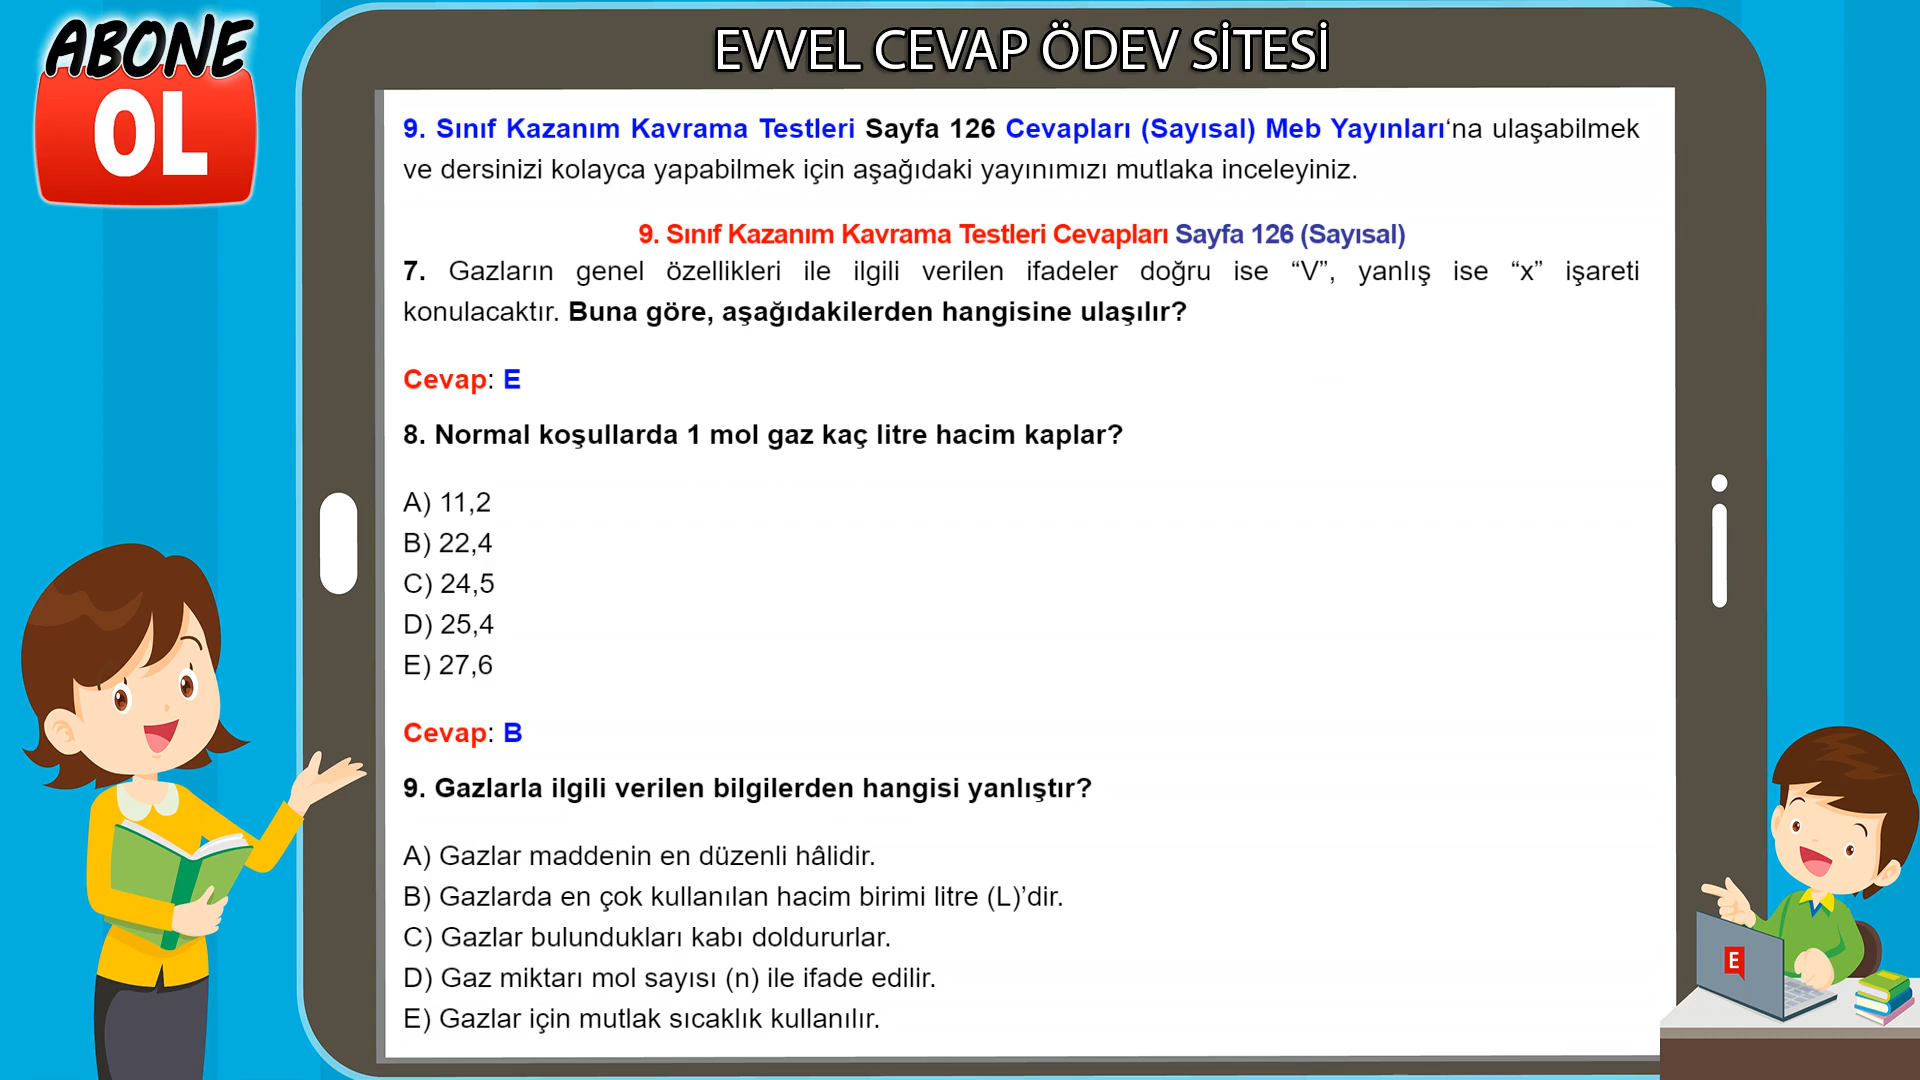 ABONE
OL
EVVEL CEVAP ÖDEV SİTESİ
9. Sınıf Kazanım Kavrama Testleri Sayfa 126 Cevapları (Sayısal) Meb Yayınları‘na ulaşabilmek
ve dersinizi kolayca yapabilmek için aşağıdaki yayınımızı mutlaka inceleyiniz.
9. Sınıf Kazanım Kavrama Testleri Cevapları Sayfa 126 (Sayısal)
7. Gazların genel özellikleri ile ilgili verilen ifadeler doğru ise “V”, yanlış ise “x” işareti
konulacaktır. Buna göre, aşağıdakilerden hangisine ulaşılır?
Cevap: E
8. Normal koşullarda 1 mol gaz kaç litre hacim kaplar?
A) 11,2
B) 22,4
C) 24,5
D) 25,4
E) 27,6
Cevap: B
9. Gazlarla ilgili verilen bilgilerden hangisi yanlıştır?
A) Gazlar maddenin en düzenli hâlidir.
B) Gazlarda en çok kullanılan hacim birimi litre (L)’dir.
C) Gazlar bulundukları kabı doldururlar.
D) Gaz miktarı mol sayısı (n) ile ifade edilir.
E) Gazlar için mutlak sıcaklık kullanılır.
E